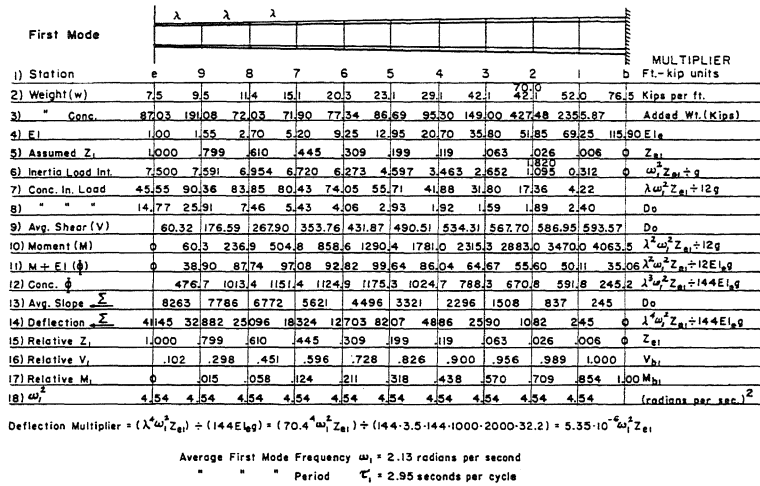 λ λ λ
First Mode
MULTIPLIER
1) Station e 9 8 7 6 5 4 3 2 1 b Ft.-kip units
70.0
2) Weight (w) 7.5 9.5 11.4 15.1 20.3 23.1 29.1 42.1 42.1 52.0 76.5 Kips per ft.
3) " Conc. 87.03 191.08 72.03 71.90 77.34 86.69 95.30 149.00 427.48 2355.87 Added Wt. (Kips)
4) EI 1.00 1.55 2.70 5.20 9.25 12.95 20.70 35.80 51.85 69.25 115.90 EIe
5) Assumed Z₁ 1.000 .799 .610 .445 .309 .199 .119 .063 .026 .006 0 Ze1
1.820
6) Inertia Load Int. 7.500 7.591 6.954 6.720 6.273 4.597 3.463 2.652 1.095 0.312 0 ω₁² Ze1 ÷ g
7) Conc. In. Load 45.55 90.36 83.85 80.43 74.05 55.71 41.88 31.80 17.36 4.22 λω₁² Ze1 ÷ 12g
8) " " " 14.77 25.91 7.46 5.43 4.06 2.93 1.92 1.59 1.89 2.40 Do
9) Avg. Shear (V) 60.32 176.59 267.90 353.76 431.87 490.51 534.31 567.70 586.95 593.57 Do
10) Moment (M) 0 60.3 236.9 504.8 858.6 1290.4 1781.0 2315.3 2883.0 3470.0 4063.5 λ²ω₁² Ze1 ÷ 12g
11) M ÷ EI (ϕ) 0 38.90 87.74 97.08 92.82 99.64 86.04 64.67 55.60 50.11 35.06 λ²ω₁² Ze1 ÷ 12EIeg
12) Conc. ϕ 476.7 1013.4 1151.4 1124.9 1175.3 1024.7 788.3 670.8 591.8 245.2 λ³ω₁² Ze1 ÷ 144EIeg
13) Avg. Slope Σ 8263 7786 6772 5621 4496 3321 2296 1508 837 245 Do
14) Deflection Σ 41145 32882 25096 18324 12703 8207 4886 2590 1082 245 0 λ⁴ω₁² Ze1 ÷ 144EIeg
15) Relative Z₁ 1.000 .799 .610 .445 .309 .199 .119 .063 .026 .006 0 Ze1
16) Relative V₁ .102 .298 .451 .596 .728 .826 .900 .956 .989 1.000 Vb1
17) Relative M₁ 0 .015 .058 .124 .211 .318 .438 .570 .709 .854 1.00 Mb1
18) ω₁² 4.54 4.54 4.54 4.54 4.54 4.54 4.54 4.54 4.54 4.54 (radians per sec.)²
Deflection Multiplier = (λ⁴ω₁² Ze1) ÷ (144EIeg) = (70.4⁴ω₁² Ze1) ÷ (144·3.5·144·1000·2000·32.2) = 5.35·10⁻⁶ω₁² Ze1
Average First Mode Frequency ω₁ = 2.13 radians per second
" " " Period τ₁ = 2.95 seconds per cycle